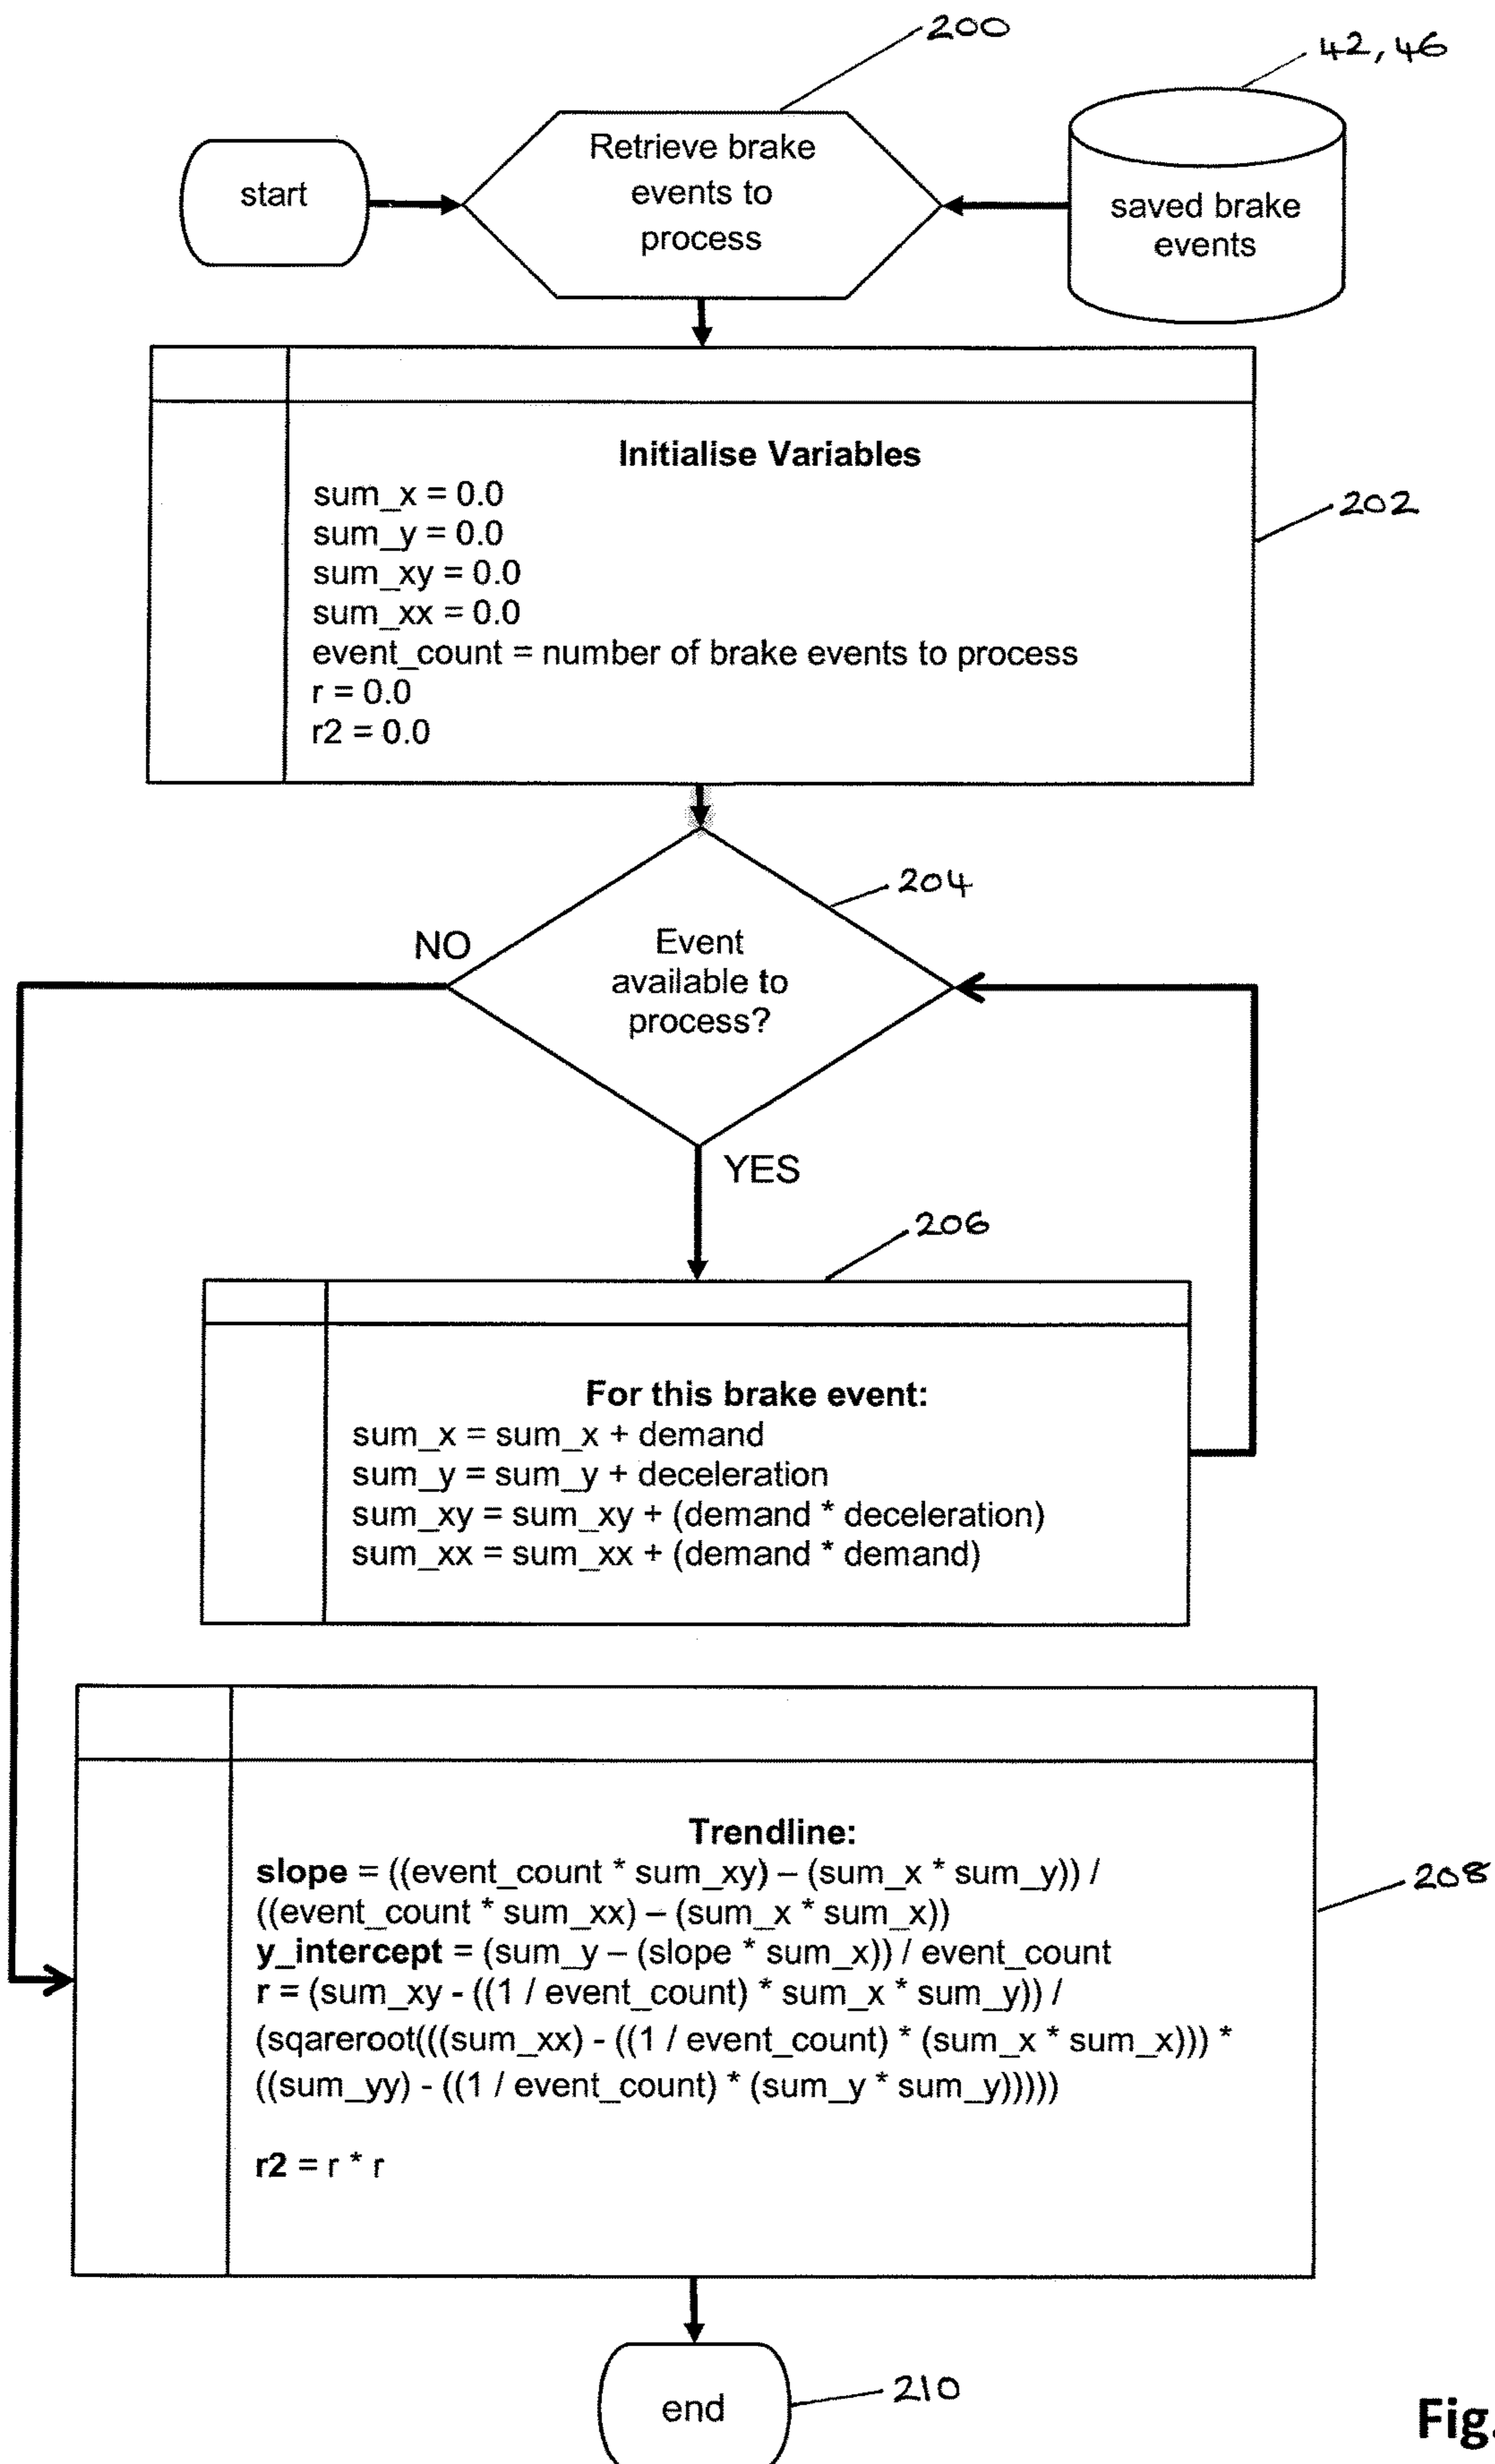 200
42, 46
start
Retrieve brake
events to
process
saved brake
events
Initialise Variables
sum_x = 0.0
sum_y = 0.0
sum_xy = 0.0
sum_xx = 0.0
event_count = number of brake events to process
r = 0.0
r2 = 0.0
202
204
NO
Event
available to
process?
YES
206
For this brake event:
sum_x = sum_x + demand
sum_y = sum_y + deceleration
sum_xy = sum_xy + (demand * deceleration)
sum_xx = sum_xx + (demand * demand)
Trendline:
slope = ((event_count * sum_xy) – (sum_x * sum_y)) /
((event_count * sum_xx) – (sum_x * sum_x))
y_intercept = (sum_y – (slope * sum_x)) / event_count
r = (sum_xy - ((1 / event_count) * sum_x * sum_y)) /
(sqareroot(((sum_xx) - ((1 / event_count) * (sum_x * sum_x))) *
((sum_yy) - ((1 / event_count) * (sum_y * sum_y)))))
r2 = r * r
208
end
210
Fig.